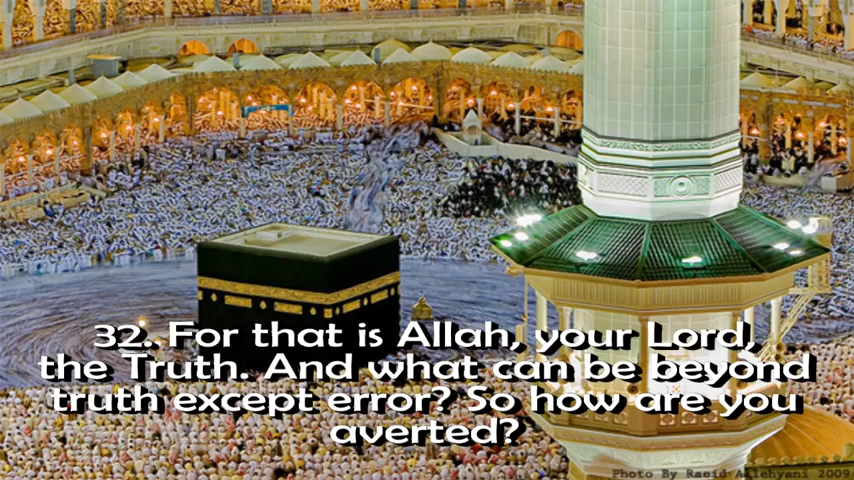 32. For that is Allah, your Lord,
the Truth. And what can be beyond
truth except error? So how are you
averted?
Photo By Raeid Allehyani 2009